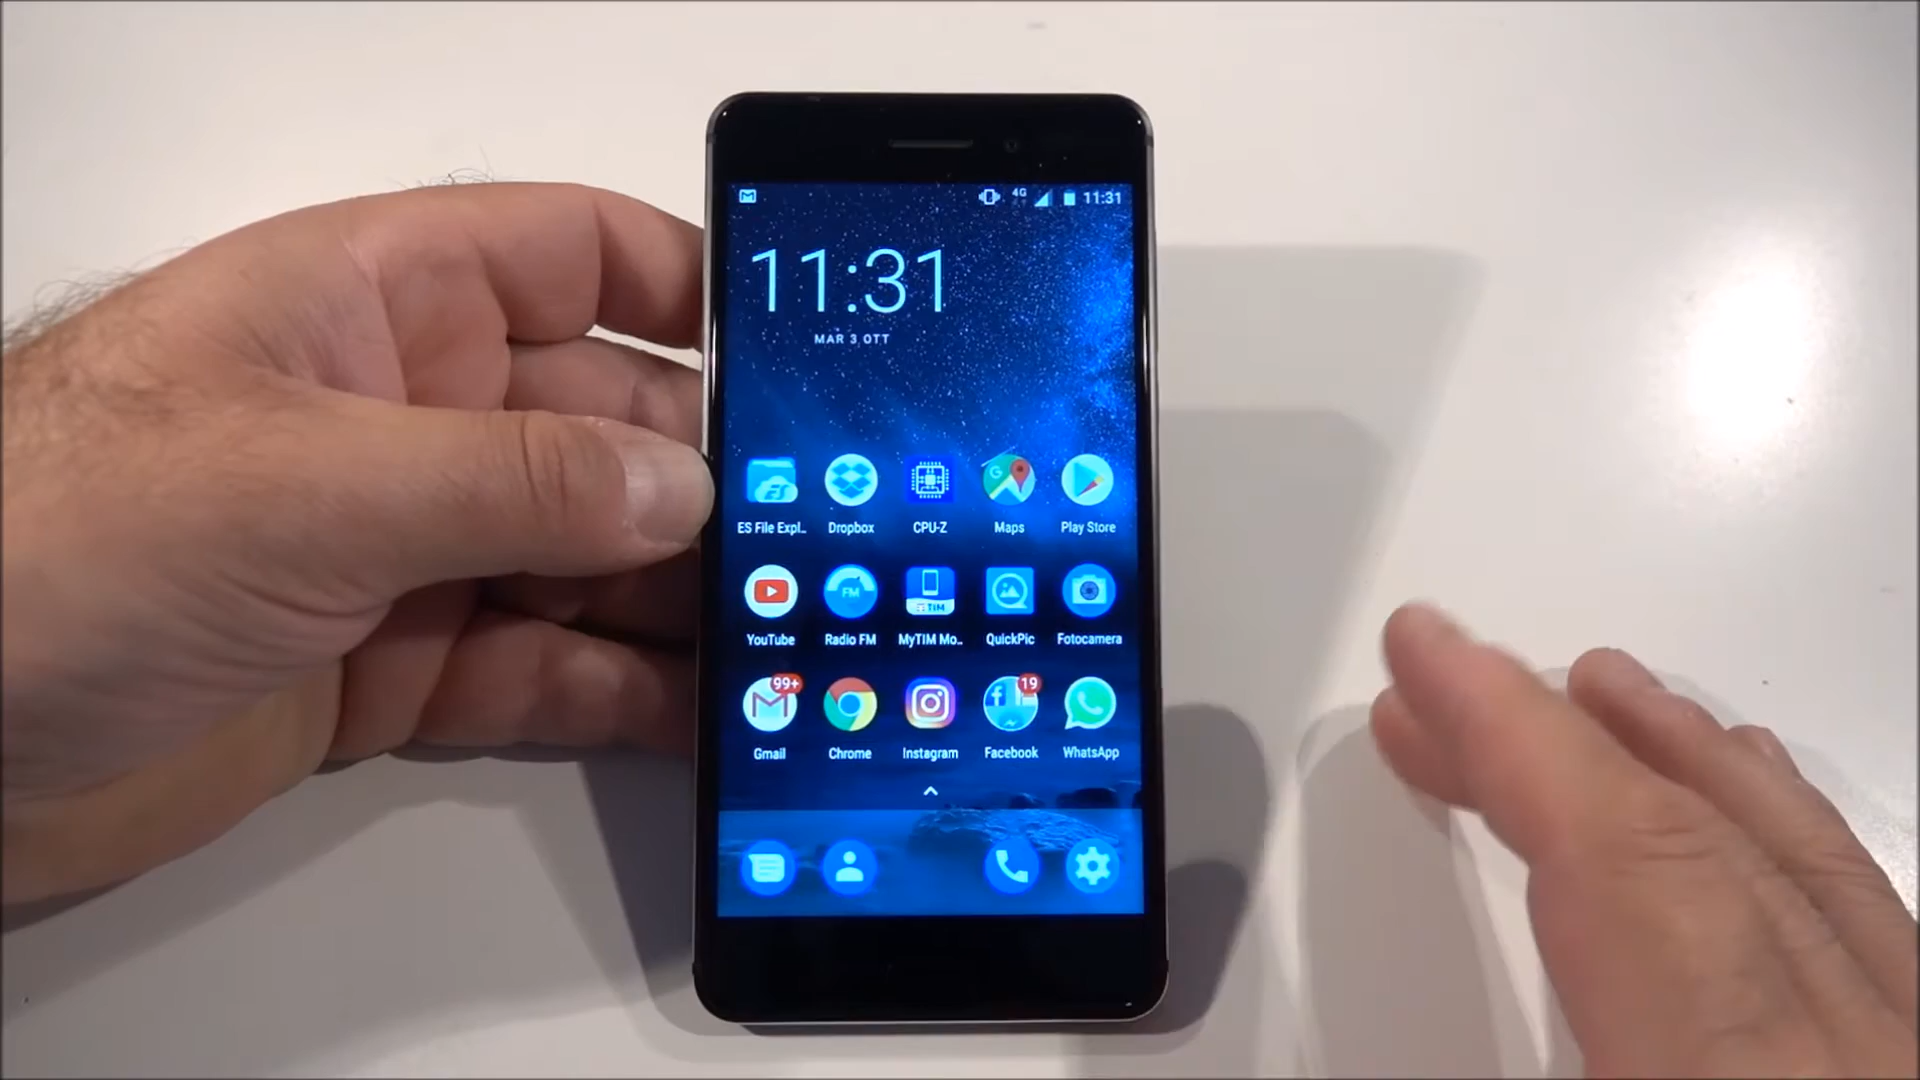 4G 11:31
11:31
MAR 3 OTT
ES File Expl.. Dropbox CPU-Z Maps Play Store
FM TIM
YouTube Radio FM MyTIM Mo.. QuickPic Fotocamera
99+ 19
Gmail Chrome Instagram Facebook WhatsApp